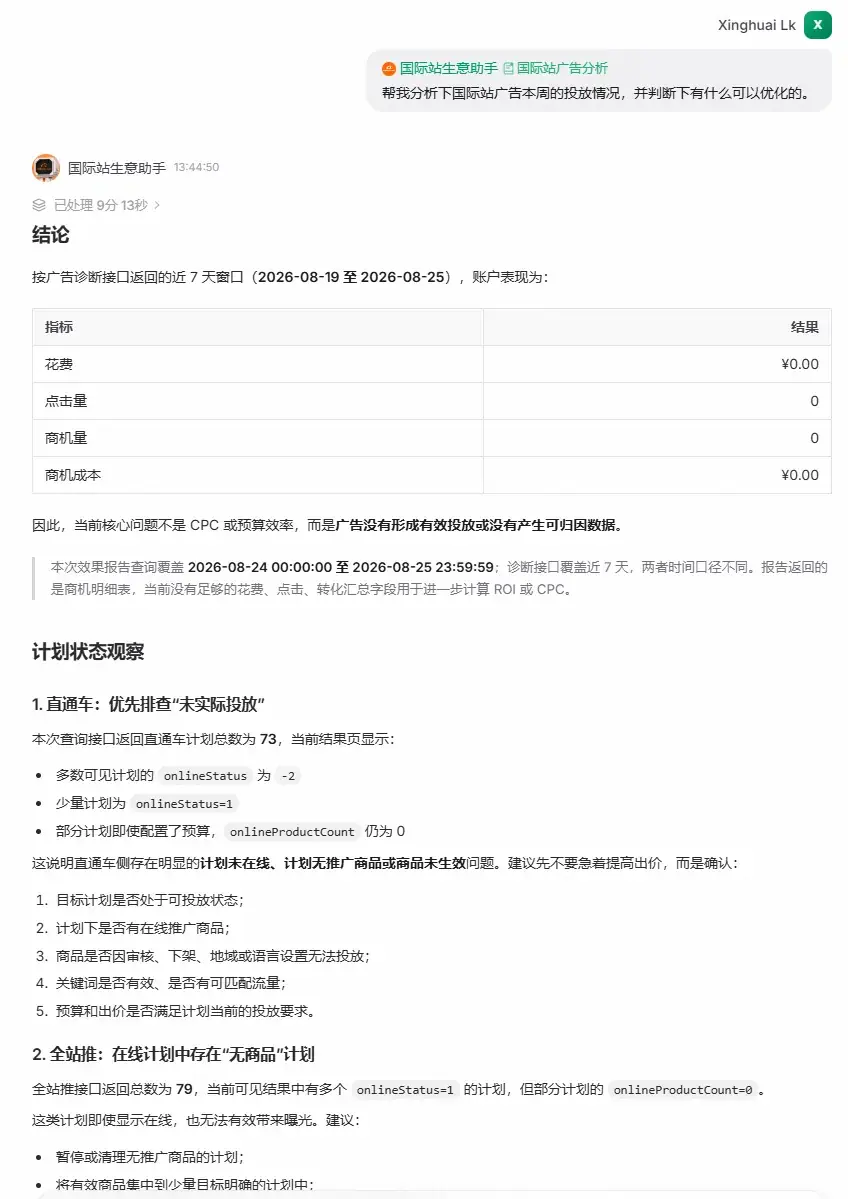 Xinghuai Lk X
国际站生意助手 国际站广告分析
帮我分析下国际站广告本周的投放情况，并判断下有什么可以优化的。
国际站生意助手 13:44:50
已处理 9分 13秒 >
结论
按广告诊断接口返回的近 7 天窗口（2026-08-19 至 2026-08-25），账户表现为：
指标 结果
花费 ¥0.00
点击量 0
商机量 0
商机成本 ¥0.00
因此，当前核心问题不是 CPC 或预算效率，而是广告没有形成有效投放或没有产生可归因数据。
本次效果报告查询覆盖 2026-08-24 00:00:00 至 2026-08-25 23:59:59；诊断接口覆盖近 7 天，两者时间口径不同。报告返回的
是商机明细表，当前没有足够的花费、点击、转化汇总字段用于进一步计算 ROI 或 CPC。
计划状态观察
1. 直通车：优先排查“未实际投放”
本次查询接口返回直通车计划总数为 73，当前结果页显示：
• 多数可见计划的 onlineStatus 为 -2
• 少量计划为 onlineStatus=1
• 部分计划即使配置了预算， onlineProductCount 仍为 0
这说明直通车侧存在明显的计划未在线、计划无推广商品或商品未生效问题。建议先不要急着提高出价，而是确认：
1. 目标计划是否处于可投放状态；
2. 计划下是否有在线推广商品；
3. 商品是否因审核、下架、地域或语言设置无法投放；
4. 关键词是否有效、是否有可匹配流量；
5. 预算和出价是否满足计划当前的投放要求。
2. 全站推：在线计划中存在“无商品”计划
全站推接口返回总数为 79，当前可见结果中有多个 onlineStatus=1 的计划，但部分计划的 onlineProductCount=0 。
这类计划即使显示在线，也无法有效带来曝光。建议：
• 暂停或清理无推广商品的计划；
• 将有效商品集中到少量目标明确的计划中；